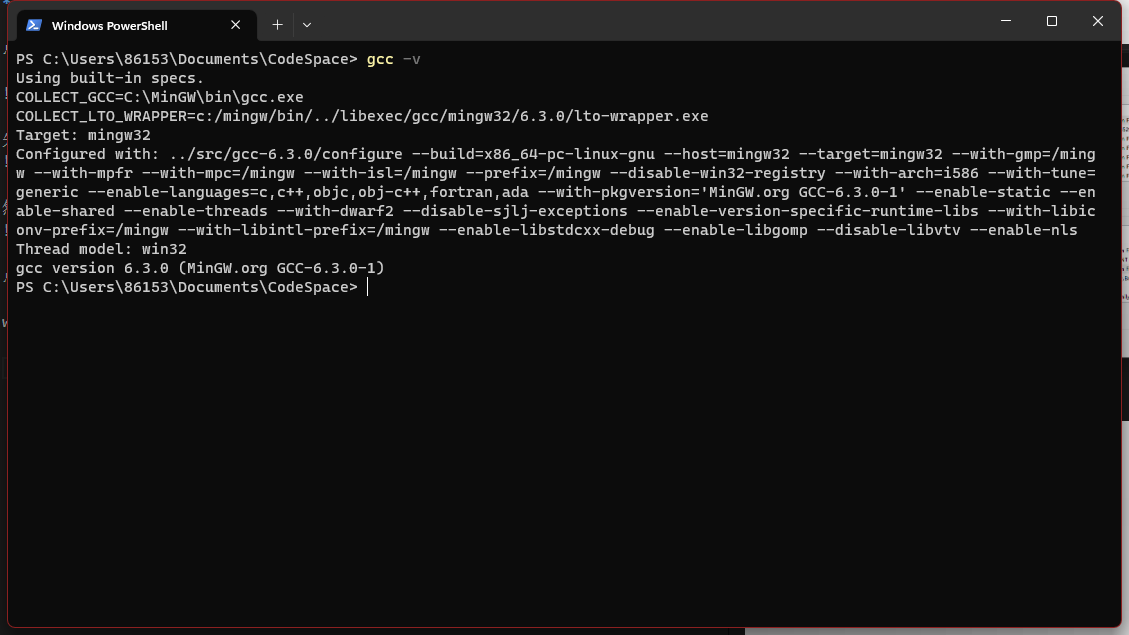 Windows PowerShell
PS C:\Users\86153\Documents\CodeSpace> gcc -v
Using built-in specs.
COLLECT_GCC=C:\MinGW\bin\gcc.exe
COLLECT_LTO_WRAPPER=c:/mingw/bin/../libexec/gcc/mingw32/6.3.0/lto-wrapper.exe
Target: mingw32
Configured with: ../src/gcc-6.3.0/configure --build=x86_64-pc-linux-gnu --host=mingw32 --target=mingw32 --with-gmp=/ming
w --with-mpfr --with-mpc=/mingw --with-isl=/mingw --prefix=/mingw --disable-win32-registry --with-arch=i586 --with-tune=
generic --enable-languages=c,c++,objc,obj-c++,fortran,ada --with-pkgversion='MinGW.org GCC-6.3.0-1' --enable-static --en
able-shared --enable-threads --with-dwarf2 --disable-sjlj-exceptions --enable-version-specific-runtime-libs --with-libic
onv-prefix=/mingw --with-libintl-prefix=/mingw --enable-libstdcxx-debug --enable-libgomp --disable-libvtv --enable-nls
Thread model: win32
gcc version 6.3.0 (MinGW.org GCC-6.3.0-1)
PS C:\Users\86153\Documents\CodeSpace>